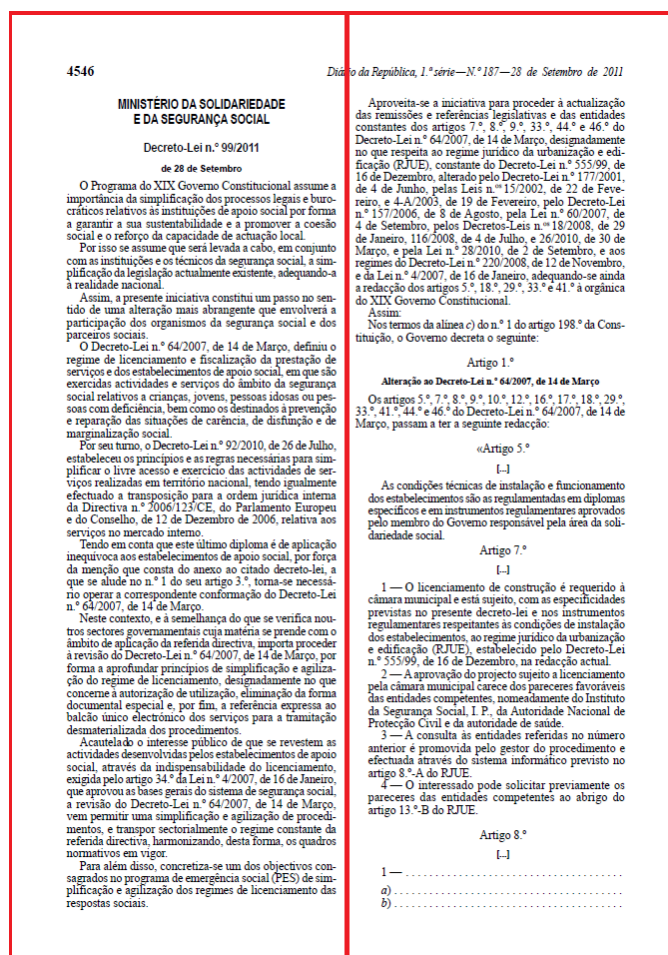 4546
Diário da República, 1.ª série—N.º 187—28 de Setembro de 2011
MINISTÉRIO DA SOLIDARIEDADE
E DA SEGURANÇA SOCIAL
Decreto-Lei n.º 99/2011
de 28 de Setembro
O Programa do XIX Governo Constitucional assume a
importância da simplificação dos processos legais e buro-
cráticos relativos às instituições de apoio social por forma
a garantir a sua sustentabilidade e a promover a coesão
social e o reforço da capacidade de actuação local.
Por isso se assume que será levada a cabo, em conjunto
com as instituições e os técnicos da segurança social, a sim-
plificação da legislação actualmente existente, adequando-a
à realidade nacional.
Assim, a presente iniciativa constitui um passo no sen-
tido de uma alteração mais abrangente que envolverá a
participação dos organismos da segurança social e dos
parceiros sociais.
O Decreto-Lei n.º 64/2007, de 14 de Março, definiu o
regime de licenciamento e fiscalização da prestação de
serviços e dos estabelecimentos de apoio social, em que são
exercidas actividades e serviços do âmbito da segurança
social relativos a crianças, jovens, pessoas idosas ou pes-
soas com deficiência, bem como os destinados à prevenção
e reparação das situações de carência, de disfunção e de
marginalização social.
Por seu turno, o Decreto-Lei n.º 92/2010, de 26 de Julho,
estabeleceu os princípios e as regras necessárias para sim-
plificar o livre acesso e exercício das actividades de ser-
viços realizadas em território nacional, tendo igualmente
efectuado a transposição para a ordem jurídica interna
da Directiva n.º 2006/123/CE, do Parlamento Europeu
e do Conselho, de 12 de Dezembro de 2006, relativa aos
serviços no mercado interno.
Tendo em conta que este último diploma é de aplicação
inequívoca aos estabelecimentos de apoio social, por força
da menção que consta do anexo ao citado decreto-lei, a
que se alude no n.º 1 do seu artigo 3.º, torna-se necessá-
rio operar a correspondente conformação do Decreto-Lei
n.º 64/2007, de 14 de Março.
Neste contexto, e à semelhança do que se verifica nou-
tros sectores governamentais cuja matéria se prende com o
âmbito de aplicação da referida directiva, importa proceder
à revisão do Decreto-Lei n.º 64/2007, de 14 de Março, por
forma a aprofundar princípios de simplificação e agiliza-
ção do regime de licenciamento, designadamente no que
concerne à autorização de utilização, eliminação da forma
documental especial e, por fim, a referência expressa ao
balcão único electrónico dos serviços para a tramitação
desmaterializada dos procedimentos.
Acautelado o interesse público de que se revestem as
actividades desenvolvidas pelos estabelecimentos de apoio
social, através da indispensabilidade do licenciamento,
exigida pelo artigo 34.º da Lei n.º 4/2007, de 16 de Janeiro,
que aprovou as bases gerais do sistema de segurança social,
a revisão do Decreto-Lei n.º 64/2007, de 14 de Março,
vem permitir uma simplificação e agilização de procedi-
mentos, e transpor sectorialmente o regime constante da
referida directiva, harmonizando, desta forma, os quadros
normativos em vigor.
Para além disso, concretiza-se um dos objectivos con-
sagrados no programa de emergência social (PES) de sim-
plificação e agilização dos regimes de licenciamento das
respostas sociais.
Aproveita-se a iniciativa para proceder à actualização
das remissões e referências legislativas e das entidades
constantes dos artigos 7.º, 8.º, 9.º, 33.º, 44.º e 46.º do
Decreto-Lei n.º 64/2007, de 14 de Março, designadamente
no que respeita ao regime jurídico da urbanização e edi-
ficação (RJUE), constante do Decreto-Lei n.º 555/99, de
16 de Dezembro, alterado pelo Decreto-Lei n.º 177/2001,
de 4 de Junho, pelas Leis n.ºs 15/2002, de 22 de Feve-
reiro, e 4-A/2003, de 19 de Fevereiro, pelo Decreto-Lei
n.º 157/2006, de 8 de Agosto, pela Lei n.º 60/2007, de
4 de Setembro, pelos Decretos-Leis n.ºs 18/2008, de 29
de Janeiro, 116/2008, de 4 de Julho, e 26/2010, de 30 de
Março, e pela Lei n.º 28/2010, de 2 de Setembro, e aos
regimes do Decreto-Lei n.º 220/2008, de 12 de Novembro,
e da Lei n.º 4/2007, de 16 de Janeiro, adequando-se ainda
a redacção dos artigos 5.º, 18.º, 29.º, 33.º e 41.º à orgânica
do XIX Governo Constitucional.
Assim:
Nos termos da alínea c) do n.º 1 do artigo 198.º da Cons-
tituição, o Governo decreta o seguinte:
Artigo 1.º
Alteração ao Decreto-Lei n.º 64/2007, de 14 de Março
Os artigos 5.º, 7.º, 8.º, 9.º, 10.º, 12.º, 16.º, 17.º, 18.º, 29.º,
33.º, 41.º, 44.º e 46.º do Decreto-Lei n.º 64/2007, de 14 de
Março, passam a ter a seguinte redacção:
«Artigo 5.º
[...]
As condições técnicas de instalação e funcionamento
dos estabelecimentos são as regulamentadas em diplomas
específicos e em instrumentos regulamentares aprovados
pelo membro do Governo responsável pela área da soli-
dariedade social.
Artigo 7.º
[...]
1 — O licenciamento de construção é requerido à
câmara municipal e está sujeito, com as especificidades
previstas no presente decreto-lei e nos instrumentos
regulamentares respeitantes às condições de instalação
dos estabelecimentos, ao regime jurídico da urbanização
e edificação (RJUE), estabelecido pelo Decreto-Lei
n.º 555/99, de 16 de Dezembro, na redacção actual.
2 — A aprovação do projecto sujeito a licenciamento
pela câmara municipal carece dos pareceres favoráveis
das entidades competentes, nomeadamente do Instituto
da Segurança Social, I. P., da Autoridade Nacional de
Protecção Civil e da autoridade de saúde.
3 — A consulta às entidades referidas no número
anterior é promovida pelo gestor do procedimento e
efectuada através do sistema informático previsto no
artigo 8.º-A do RJUE.
4 — O interessado pode solicitar previamente os
pareceres das entidades competentes ao abrigo do
artigo 13.º-B do RJUE.
Artigo 8.º
[...]
1 — . . . . . . . . . . . . . . . . . . . . . . . . . . . . . . . . . . . . .
a) . . . . . . . . . . . . . . . . . . . . . . . . . . . . . . . . . . . . . .
b) . . . . . . . . . . . . . . . . . . . . . . . . . . . . . . . . . . . . . .